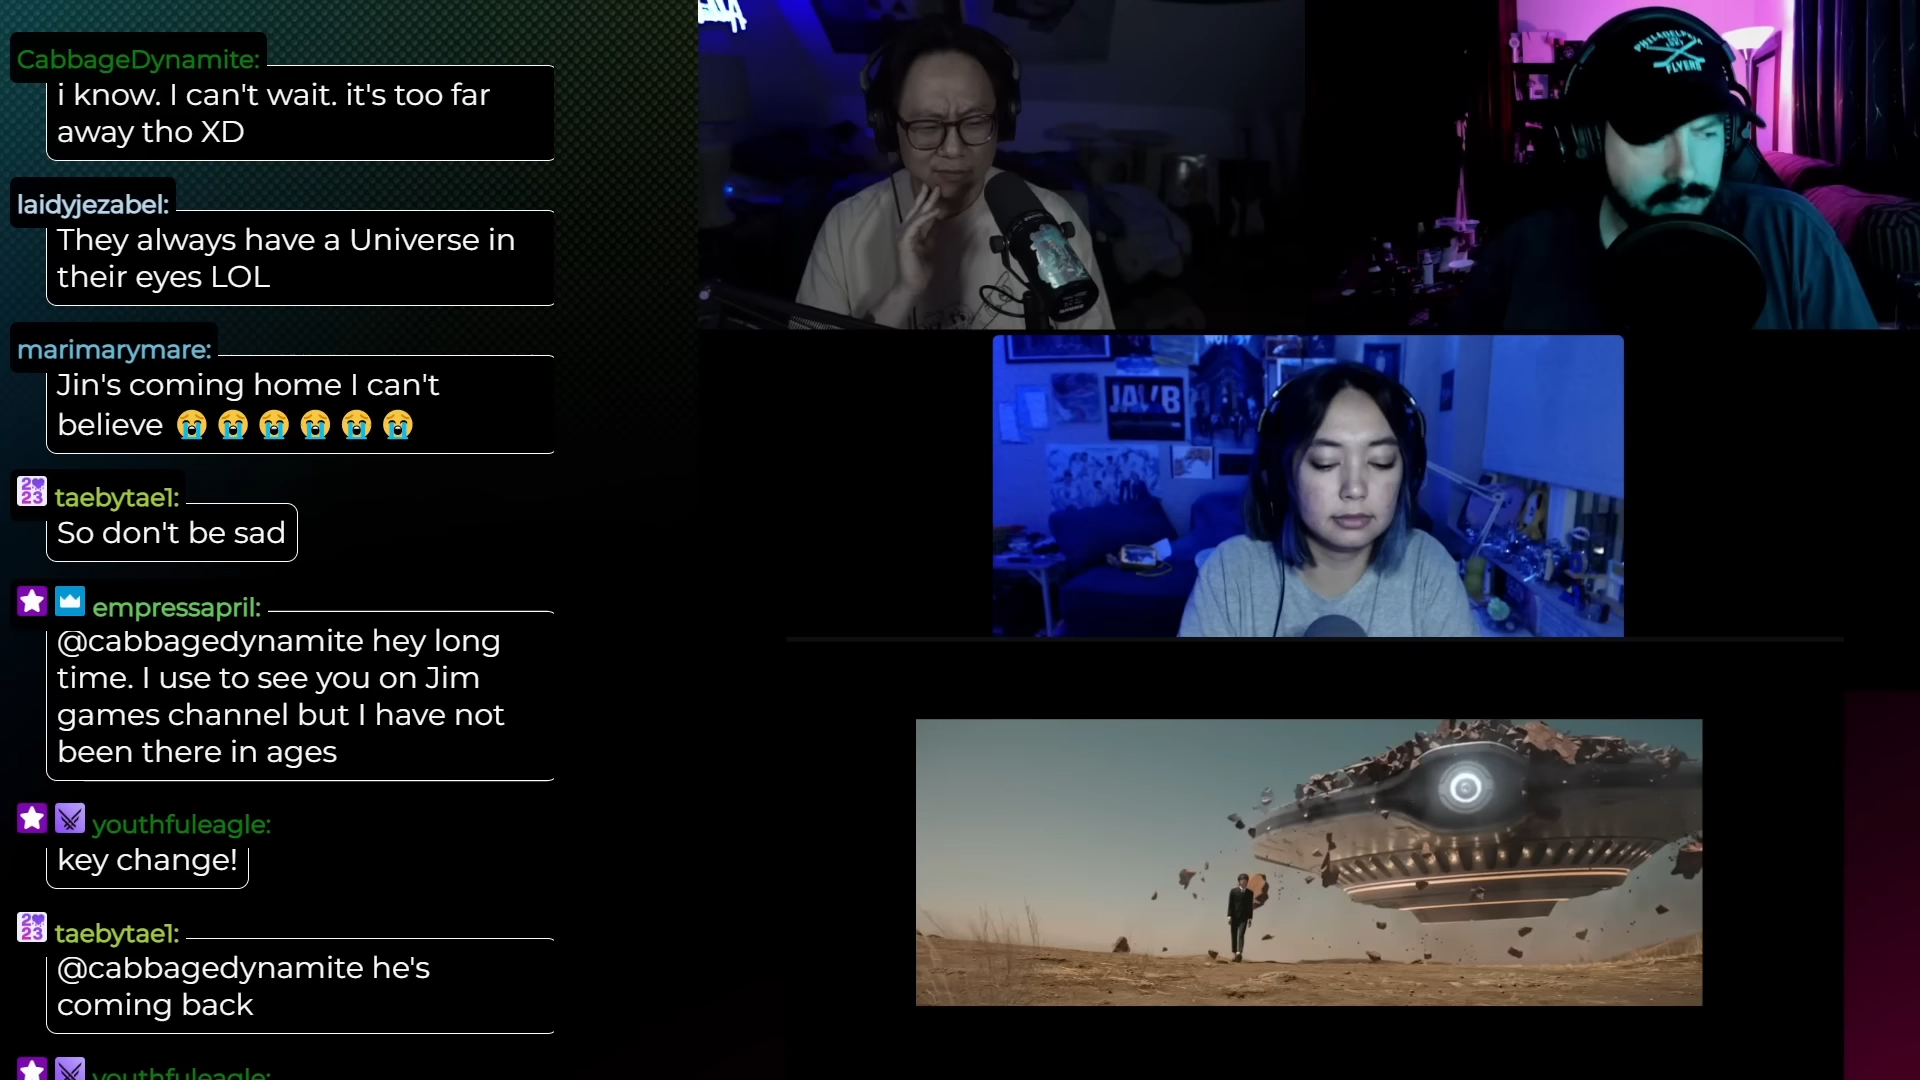 CabbageDynamite:
i know. I can't wait. it's too far
away tho XD
laidyjezabel:
They always have a Universe in
their eyes LOL
marimarymare:
Jin's coming home I can't
believe 😭😭😭😭😭😭
taebytae1:
So don't be sad
empressapril:
@cabbagedynamite hey long
time. I use to see you on Jim
games channel but I have not
been there in ages
youthfuleagle:
key change!
taebytae1:
@cabbagedynamite he's
coming back
youthfuleagle:
PHILADELPHIA
FLYERS